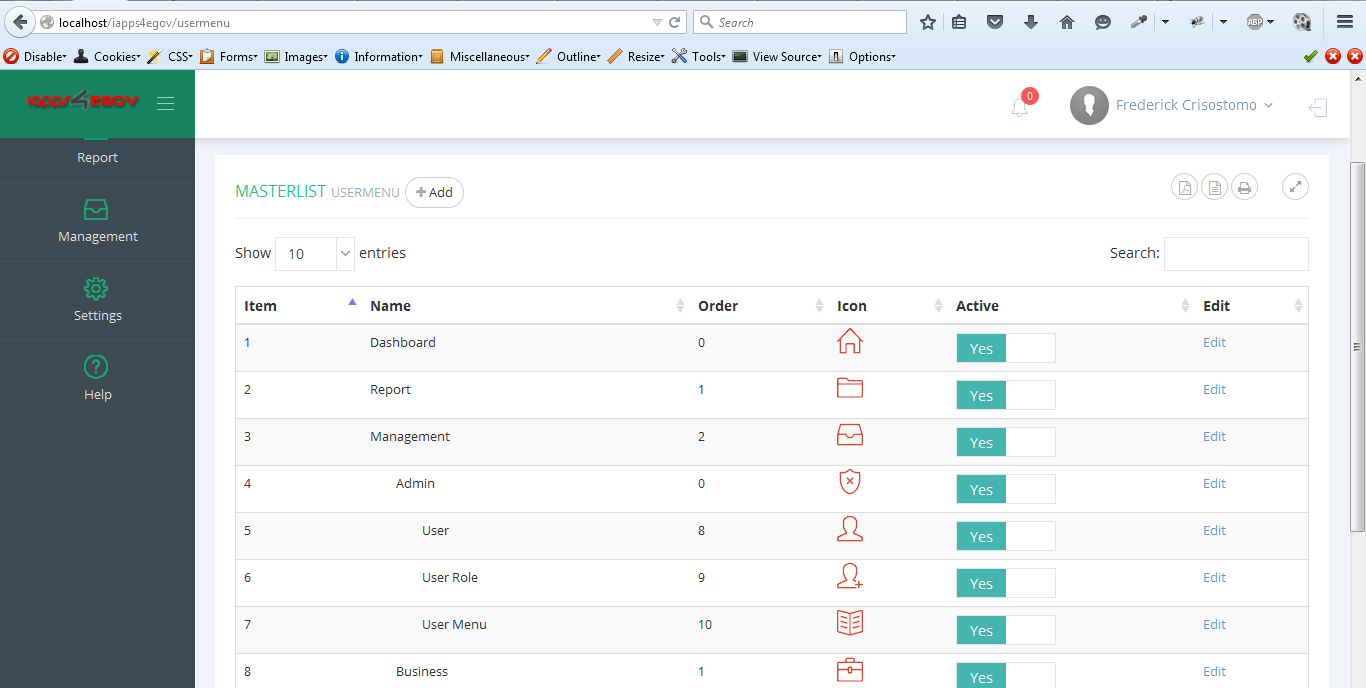 localhost/iapps4egov/usermenu
Search
ABP
Disable Cookies CSS Forms Images Information Miscellaneous Outline Resize Tools View Source Options
iapps4EGOV
0
Frederick Crisostomo
Report
Management
Settings
Help
MASTERLIST USERMENU + Add
Show 10 entries
Search:
Item Name Order Icon Active Edit
1 Dashboard 0 Yes Edit
2 Report 1 Yes Edit
3 Management 2 Yes Edit
4 Admin 0 Yes Edit
5 User 8 Yes Edit
6 User Role 9 Yes Edit
7 User Menu 10 Yes Edit
8 Business 1 Yes Edit